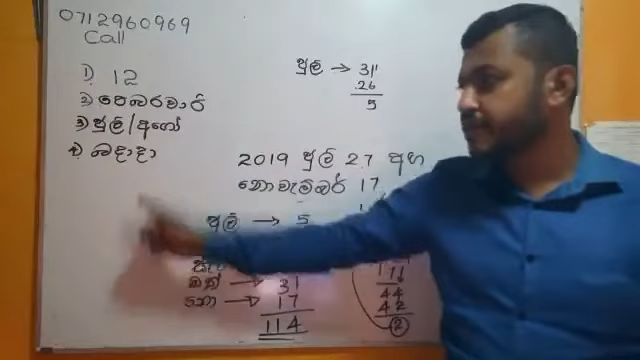 0712960969
Call
1) 12
2) පෙබරවාරි
3) ජුලි/අගෝ
4) බදාදා
ජුලි → 31
26
5
2019 ජුලි 27 අඟ
නොවැම්බර් 17
ජුලි → 5
ඔක් → 31
නො → 17
114
171
44
42
2